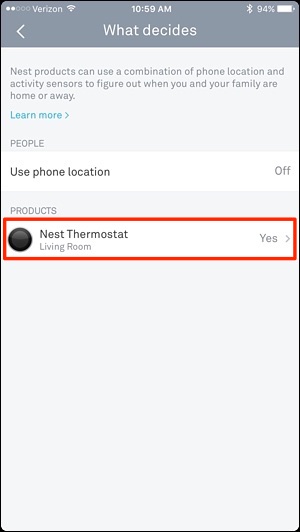 Verizon 10:59 AM 94%
What decides
Nest products can use a combination of phone location and
activity sensors to figure out when you and your family are
home or away.
Learn more >
PEOPLE
Use phone location Off
PRODUCTS
Nest Thermostat Yes >
Living Room